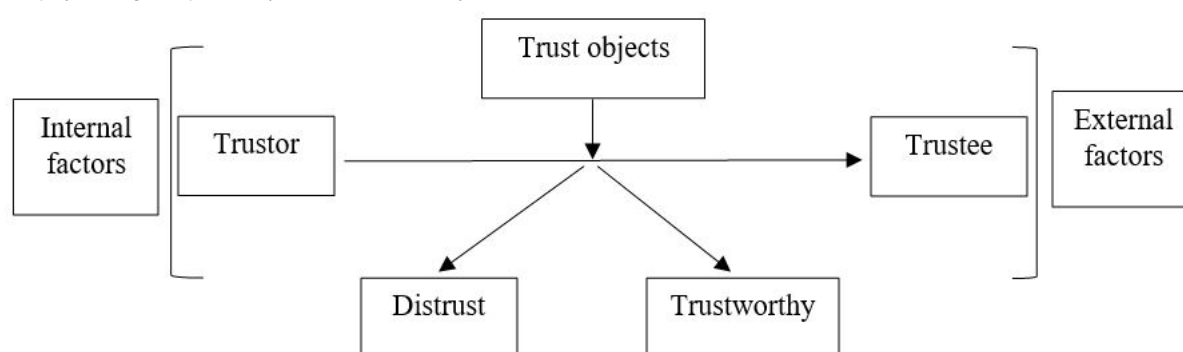 Trust objects
Internal
factors
Trustor
Trustee
External
factors
Distrust
Trustworthy